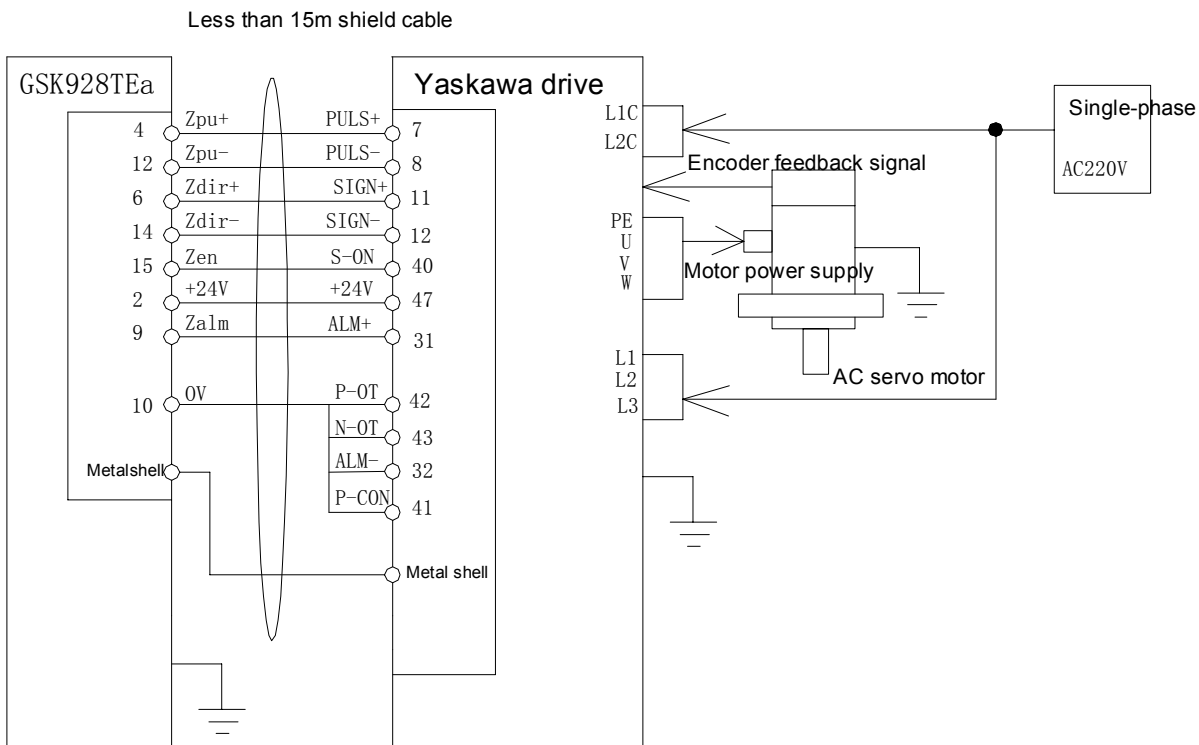 Less than 15m shield cable
GSK928TEa
Yaskawa drive
Single-phase
AC220V
4 Zpu+ PULS+ 7
12 Zpu- PULS- 8
6 Zdir+ SIGN+ 11
14 Zdir- SIGN- 12
15 Zen S-ON 40
2 +24V +24V 47
9 Zalm ALM+ 31
10 0V P-OT 42
N-OT 43
ALM- 32
P-CON 41
Metalshell
Metal shell
L1C
L2C
Encoder feedback signal
PE
U
V
W
Motor power supply
L1
L2
L3
AC servo motor